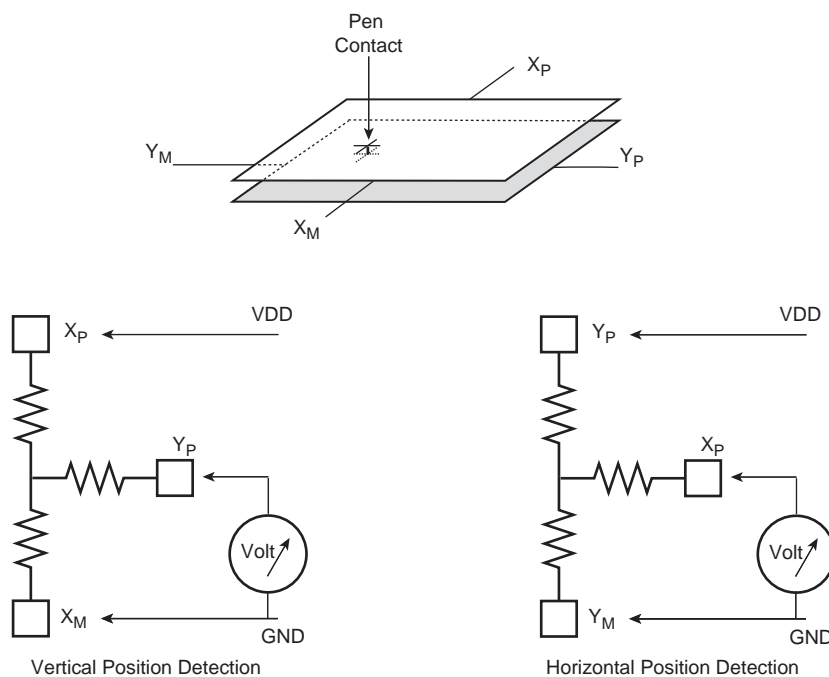 Pen
Contact
X_P
Y_M
Y_P
X_M
X_P
VDD
Y_P
Volt
X_M
GND
Vertical Position Detection
Y_P
VDD
X_P
Volt
Y_M
GND
Horizontal Position Detection